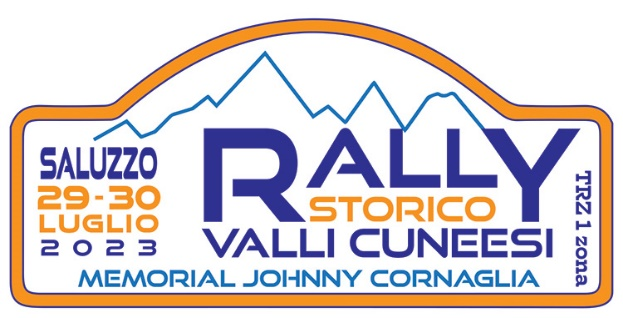 SALUZZO
29-30
LUGLIO
2023
RALLY
STORICO
VALLI CUNEESI
MEMORIAL JOHNNY CORNAGLIA
TRZ 1 zona